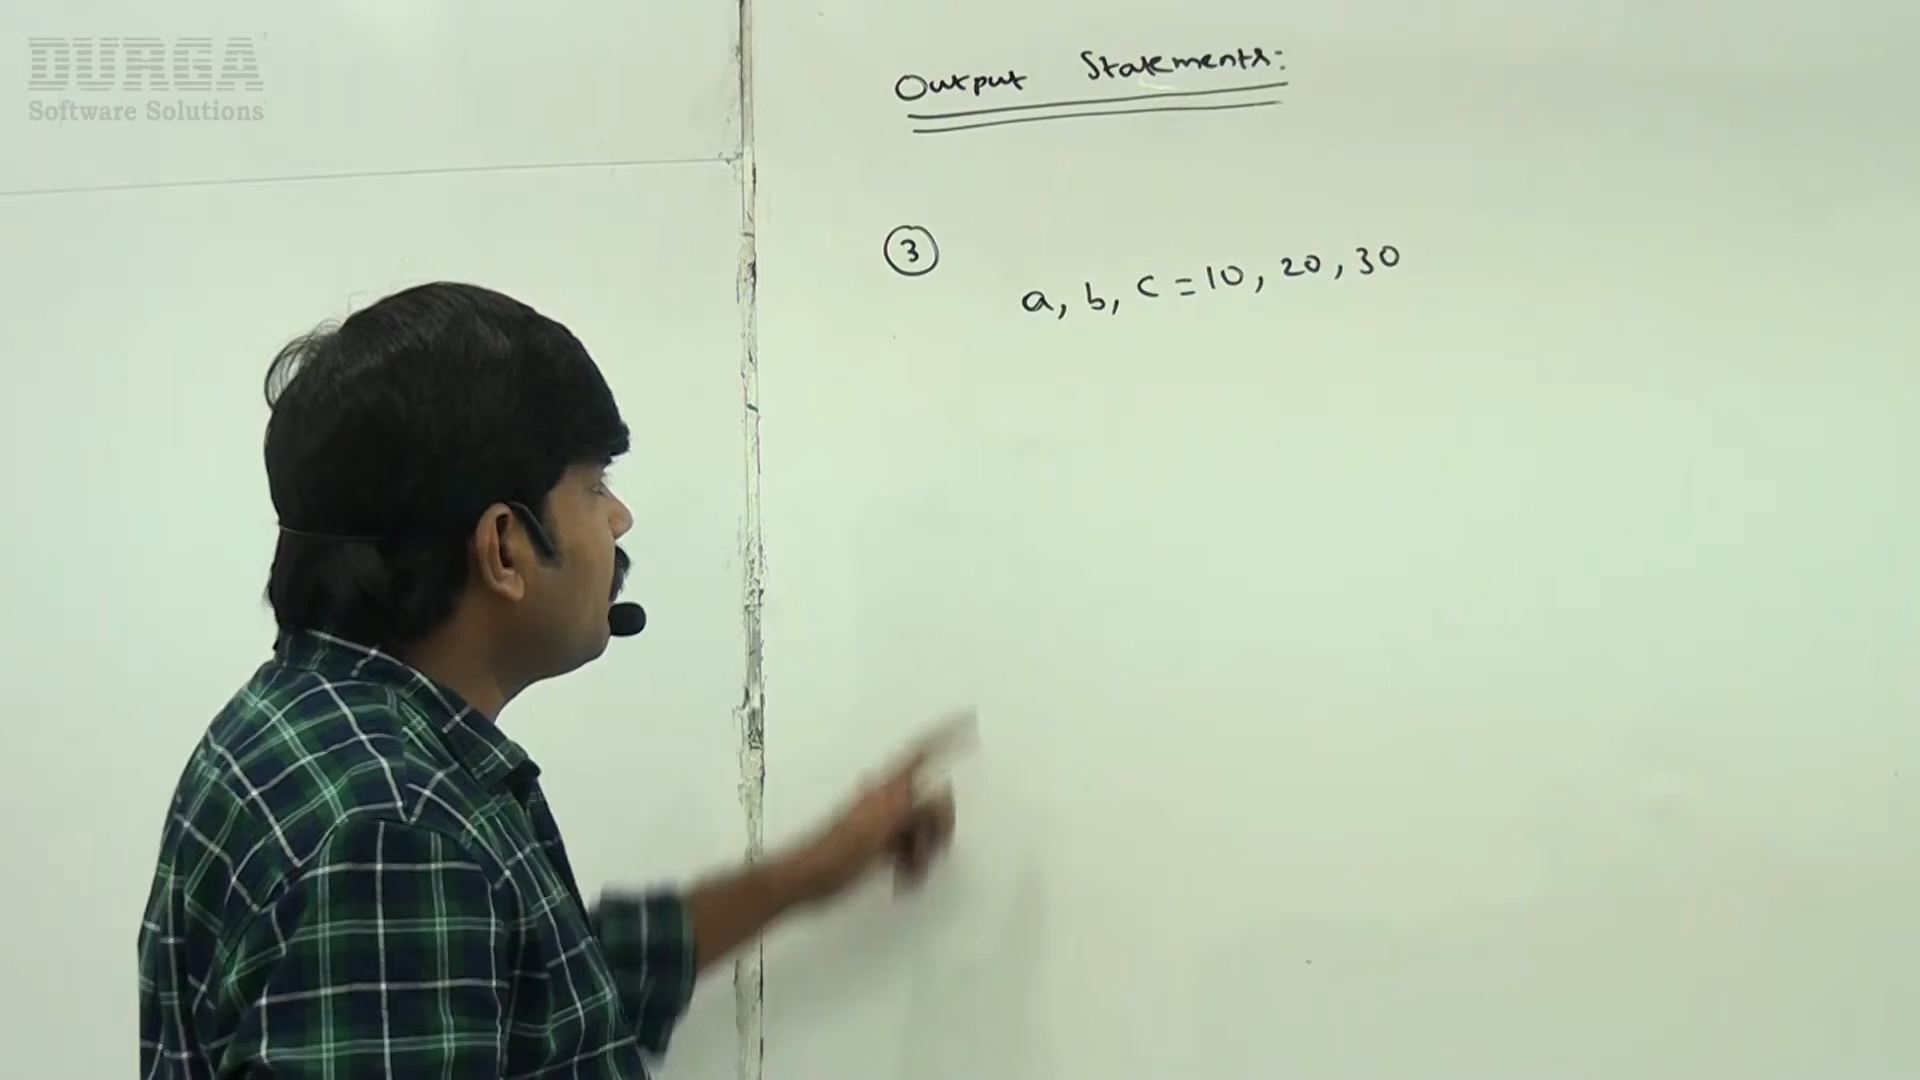 DURGA
Software Solutions
Output Statements:
3
a, b, c = 10, 20, 30